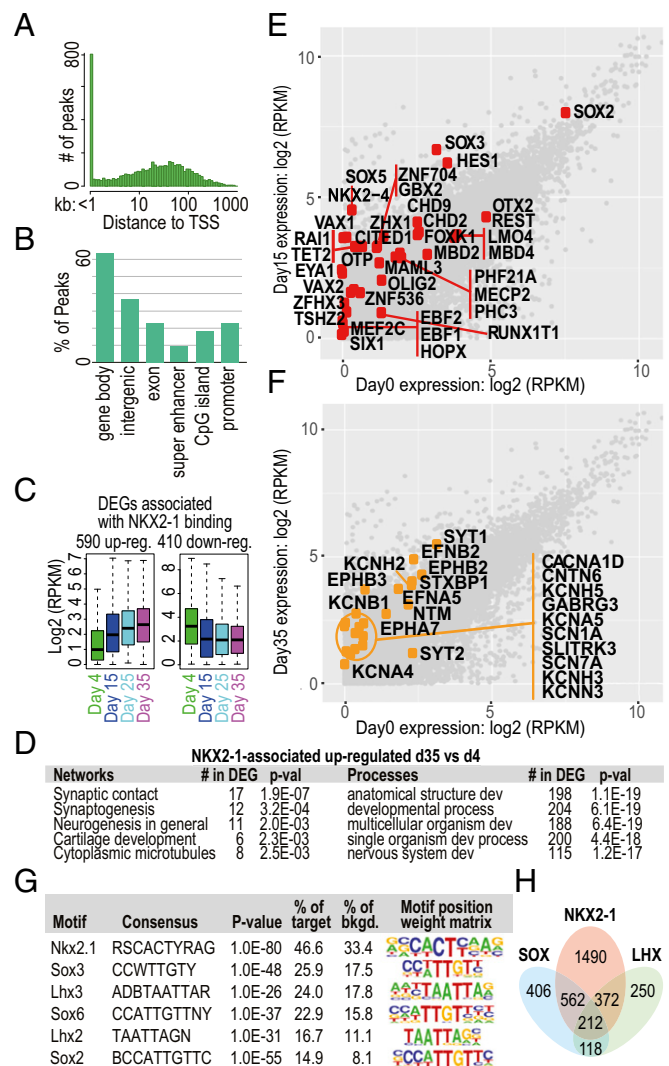 A
800
# of peaks
0
kb: <1 10 100 1000
Distance to TSS
B
% of Peaks
60
20
0
gene body
intergenic
exon
super enhancer
CpG island
promoter
C
DEGs associated
with NKX2-1 binding
590 up-reg. 410 down-reg.
Log2 (RPKM)
0 1 2 3 4 5 6 7
0 2 4 6 8
Day 4
Day 15
Day 25
Day 35
Day 4
Day 15
Day 25
Day 35
E
Day15 expression: log2 (RPKM)
10
5
0
SOX2
SOX3
HES1
SOX5
ZNF704
GBX2
NKX2-4
CHD9
OTX2
VAX1
ZHX1
CHD2
REST
RAI1
CITED1
FOXK1
LMO4
TET2
OTP
MBD2
MBD4
EYA1
MAML3
PHF21A
VAX2
OLIG2
MECP2
ZFHX3
ZNF536
PHC3
TSHZ2
EBF2
MEF2C
EBF1
RUNX1T1
SIX1
HOPX
0 5 10
Day0 expression: log2 (RPKM)
F
Day35 expression: log2 (RPKM)
10
5
0
SYT1
EFNB2
KCNH2
EPHB2
EPHB3
STXBP1
EFNA5
KCNB1
NTM
EPHA7
SYT2
KCNA4
CACNA1D
CNTN6
KCNH5
GABRG3
KCNA5
SCN1A
SLITRK3
SCN7A
KCNH3
KCNN3
0 5 10
Day0 expression: log2 (RPKM)
D
NKX2-1-associated up-regulated d35 vs d4
Networks # in DEG p-val Processes # in DEG p-val
Synaptic contact 17 1.9E-07 anatomical structure dev 198 1.1E-19
Synaptogenesis 12 3.2E-04 developmental process 204 6.1E-19
Neurogenesis in general 11 2.0E-03 multicellular organism dev 188 6.4E-19
Cartilage development 6 2.3E-03 single organism dev process 200 4.4E-18
Cytoplasmic microtubules 8 2.5E-03 nervous system dev 115 1.2E-17
G
Motif Consensus P-value % of target % of bkgd. Motif position weight matrix
Nkx2.1 RSCACTYRAG 1.0E-80 46.6 33.4
Sox3 CCWTTGTY 1.0E-48 25.9 17.5
Lhx3 ADBTAATTAR 1.0E-26 24.0 17.8
Sox6 CCATTGTTNY 1.0E-37 22.9 15.8
Lhx2 TAATTAGN 1.0E-31 16.7 11.1
Sox2 BCCATTGTTC 1.0E-55 14.9 8.1
H
NKX2-1
SOX
LHX
1490
406
562
372
250
212
118